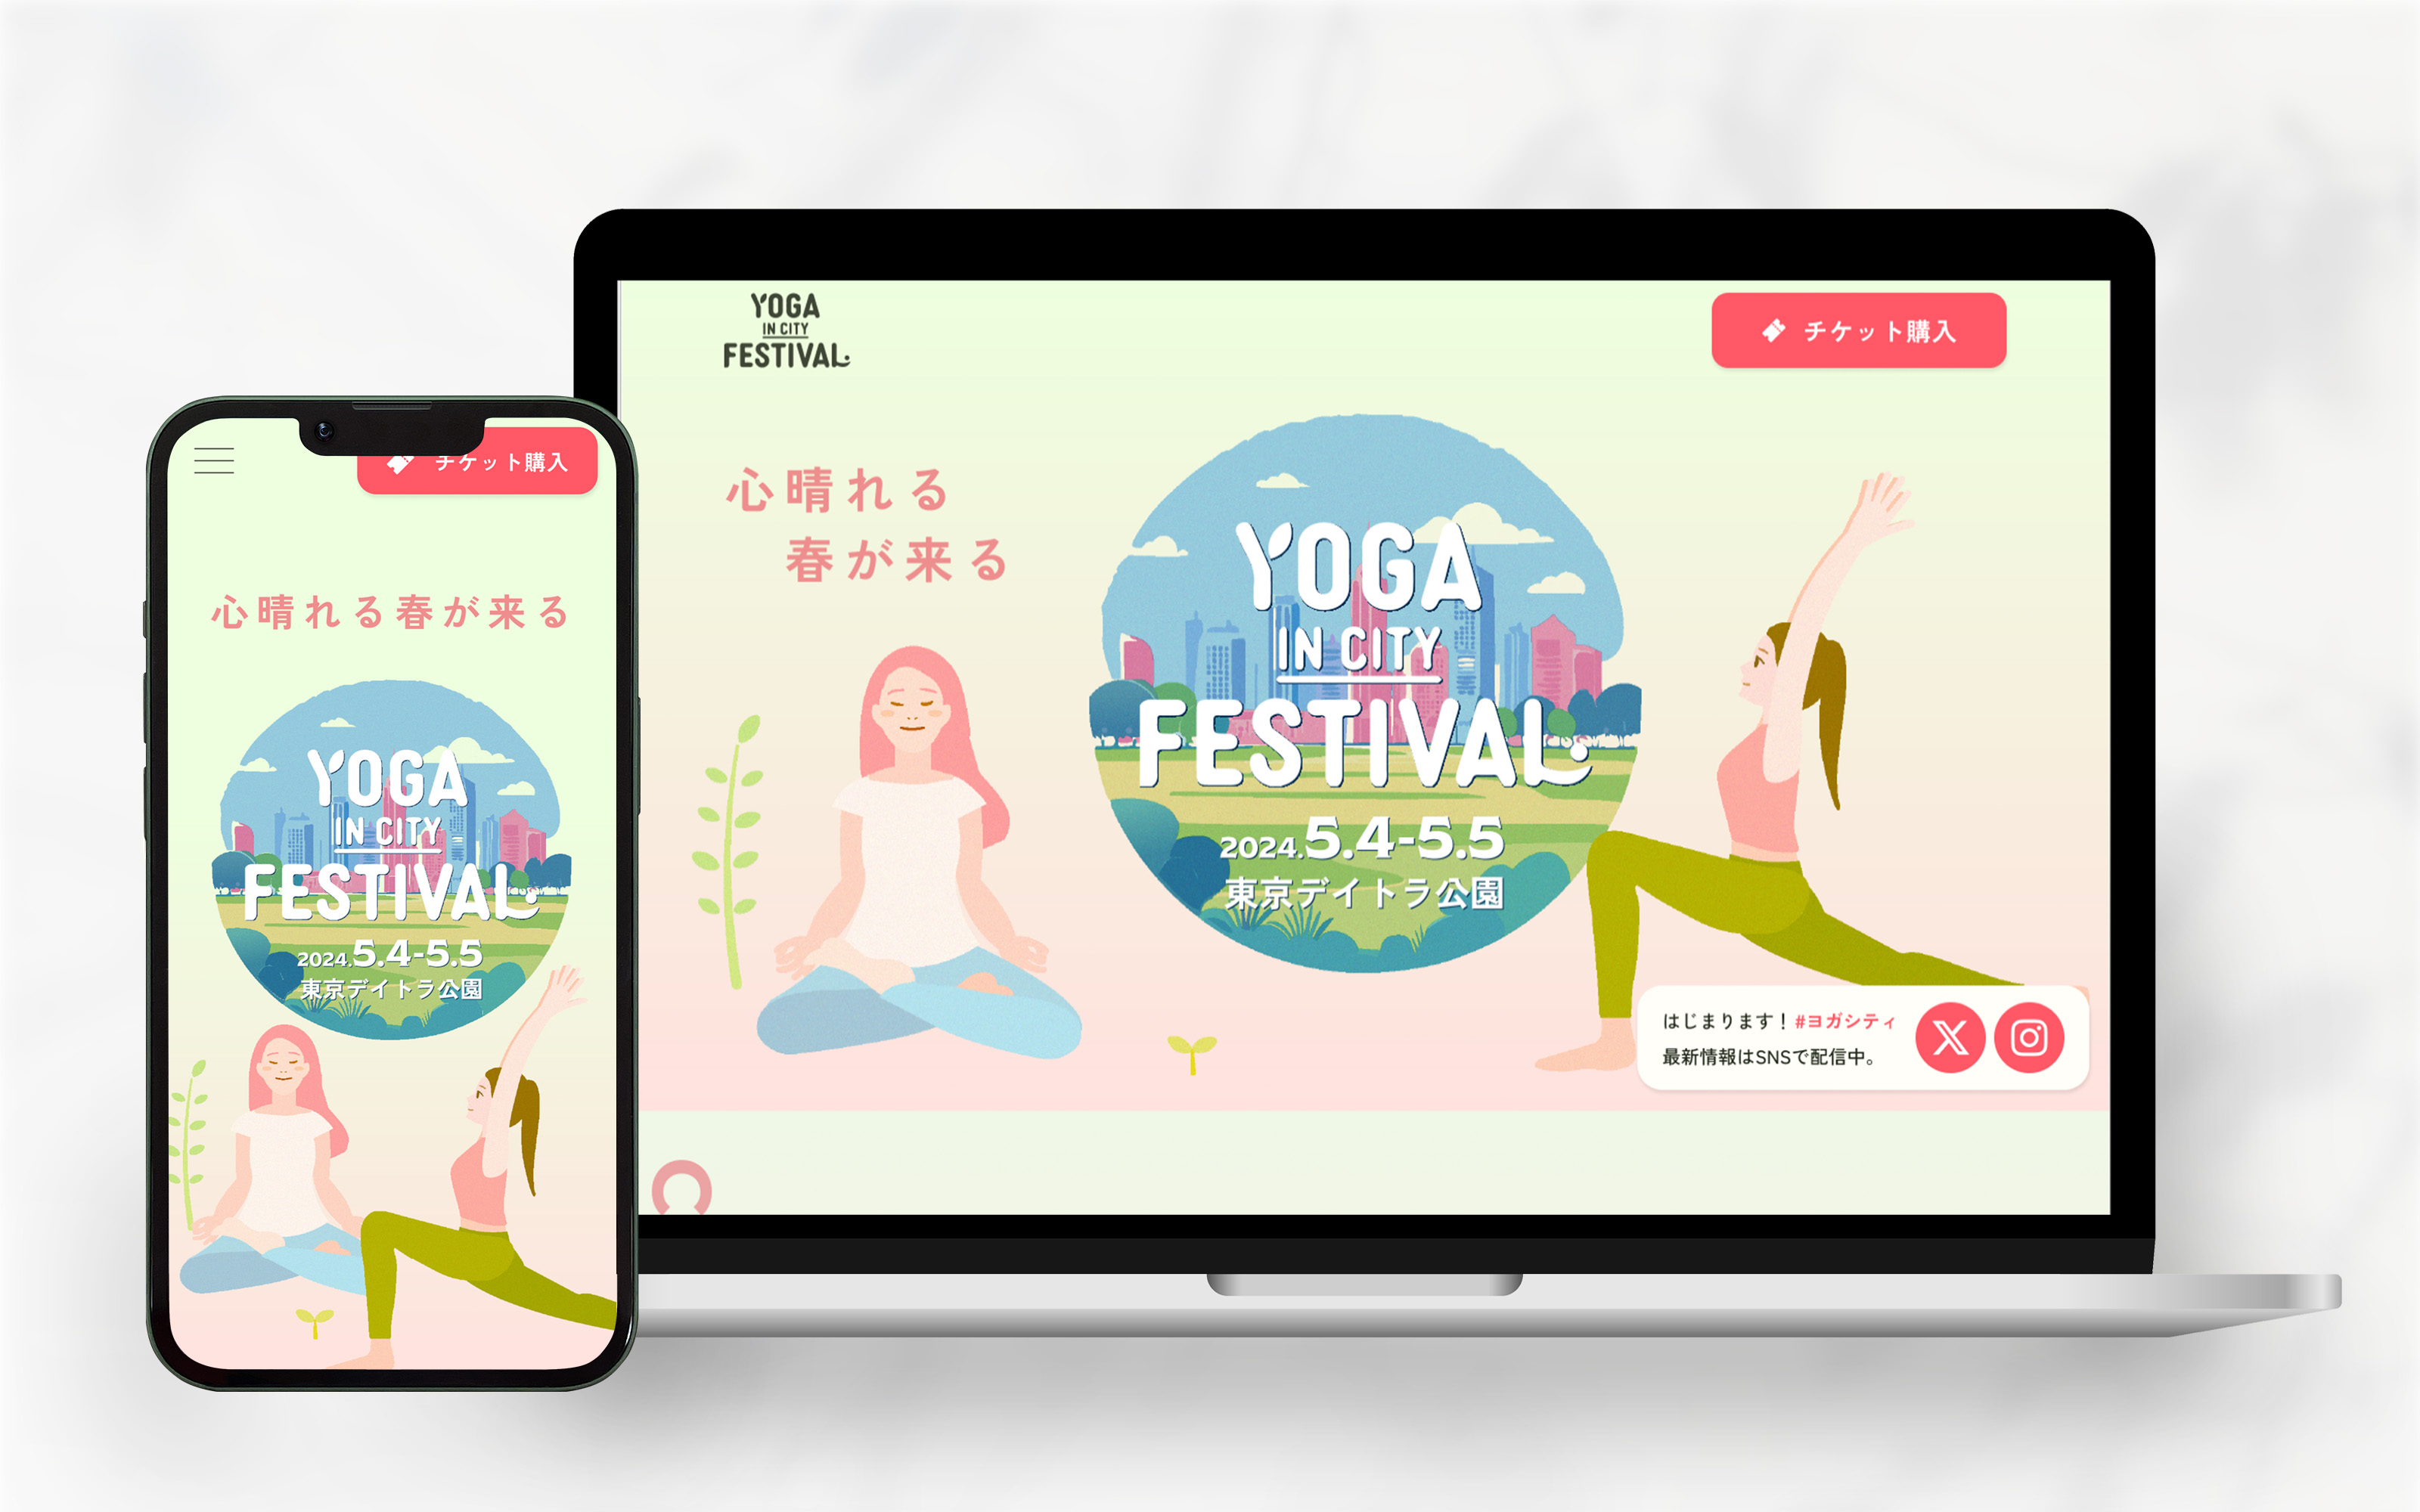 YOGA
IN CITY
FESTIVAL
チケット購入
心晴れる
春が来る
YOGA
IN CITY
FESTIVAL
2024.5.4-5.5
東京デイトラ公園
はじまります！#ヨガシティ
最新情報はSNSで配信中。
チケット購入
心晴れる春が来る
YOGA
IN CITY
FESTIVAL
2024.5.4-5.5
東京デイトラ公園